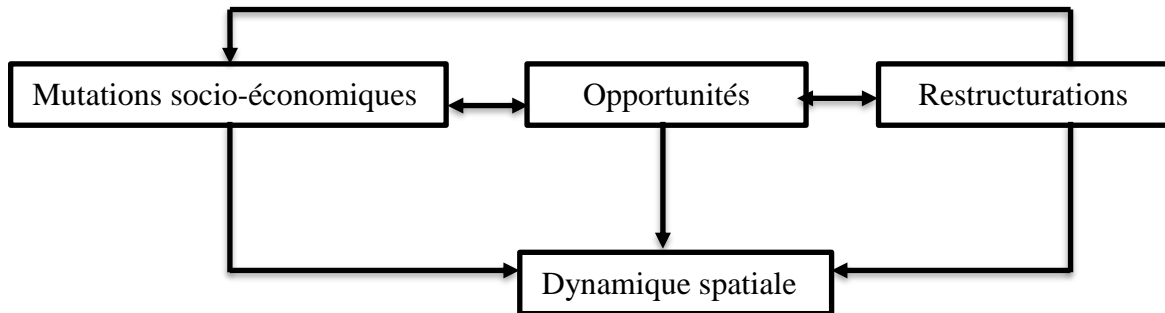 Mutations socio-économiques
Opportunités
Restructurations
Dynamique spatiale